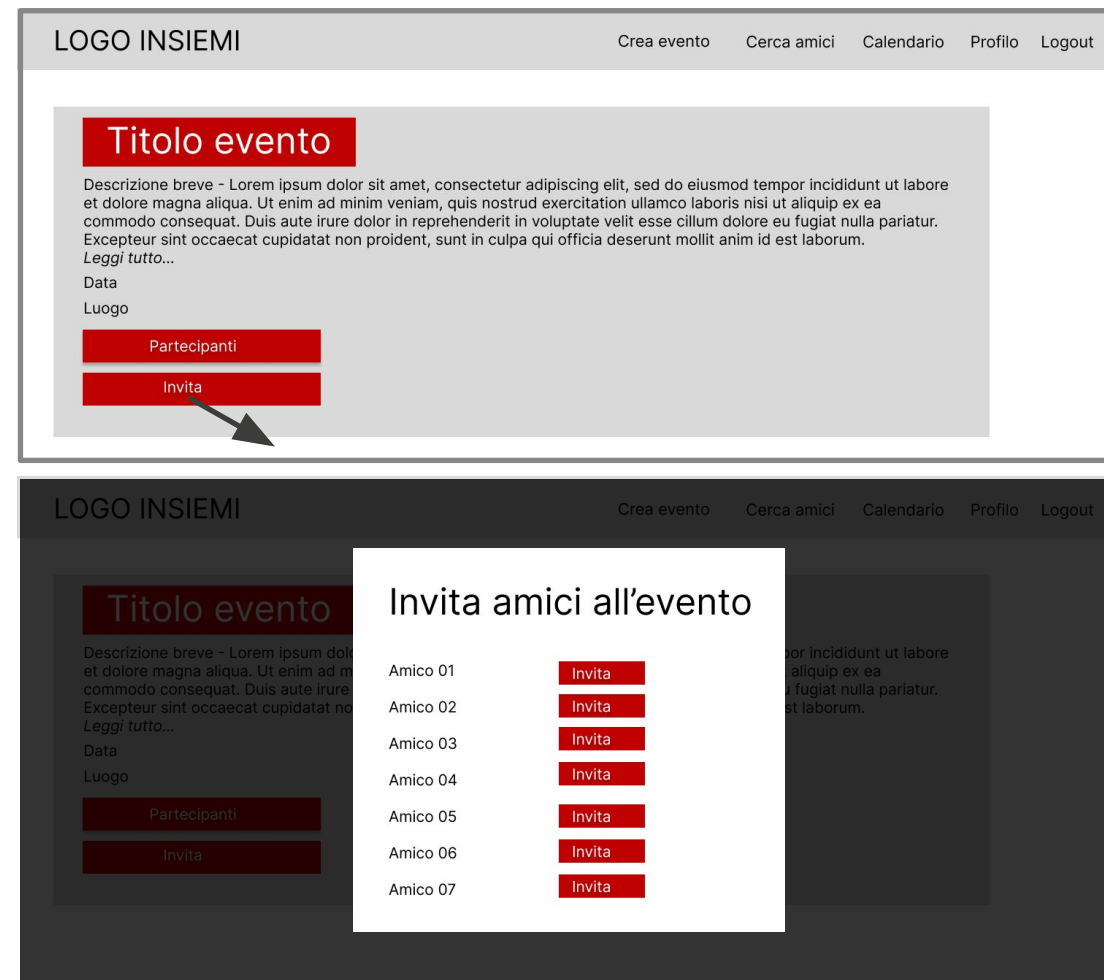 LOGO INSIEMI
Crea evento Cerca amici Calendario Profilo Logout
Titolo evento
Descrizione breve - Lorem ipsum dolor sit amet, consectetur adipiscing elit, sed do eiusmod tempor incididunt ut labore
et dolore magna aliqua. Ut enim ad minim veniam, quis nostrud exercitation ullamco laboris nisi ut aliquip ex ea
commodo consequat. Duis aute irure dolor in reprehenderit in voluptate velit esse cillum dolore eu fugiat nulla pariatur.
Excepteur sint occaecat cupidatat non proident, sunt in culpa qui officia deserunt mollit anim id est laborum.
Leggi tutto...
Data
Luogo
Partecipanti
Invita
LOGO INSIEMI
Crea evento Cerca amici Calendario Profilo Logout
Titolo evento
Descrizione breve - Lorem ipsum dolo por incididunt ut labore
et dolore magna aliqua. Ut enim ad m aliquip ex ea
commodo consequat. Duis aute irure fugiat nulla pariatur.
Excepteur sint occaecat cupidatat no st laborum.
Leggi tutto...
Data
Luogo
Partecipanti
Invita
Invita amici all’evento
Amico 01 Invita
Amico 02 Invita
Amico 03 Invita
Amico 04 Invita
Amico 05 Invita
Amico 06 Invita
Amico 07 Invita